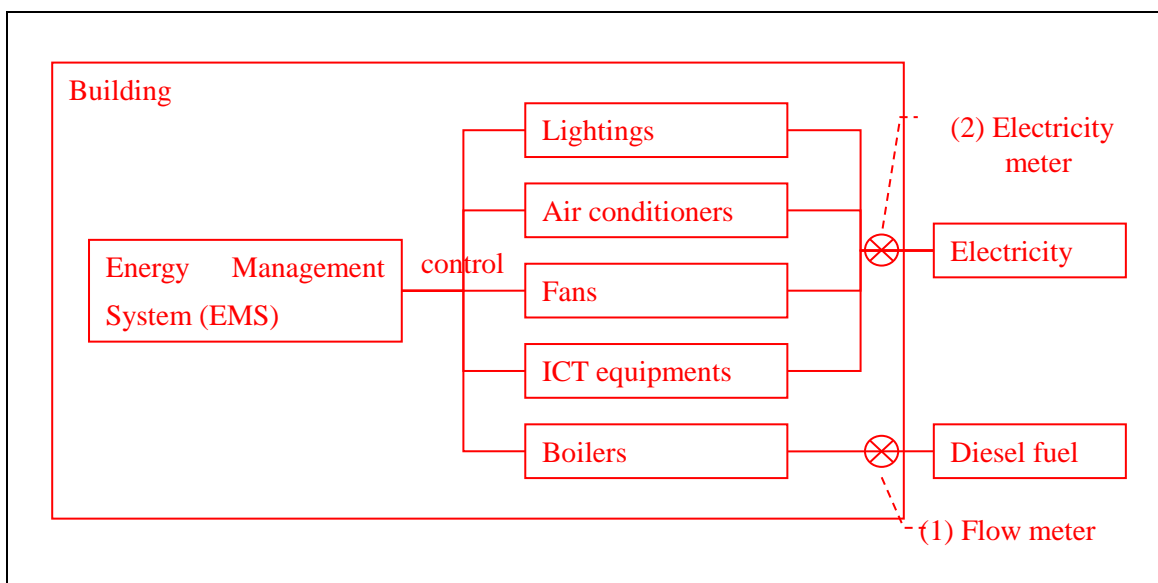 Building
Lightings
(2) Electricity
meter
Air conditioners
Electricity
Energy Management
System (EMS)
control
Fans
ICT equipments
Boilers
Diesel fuel
(1) Flow meter